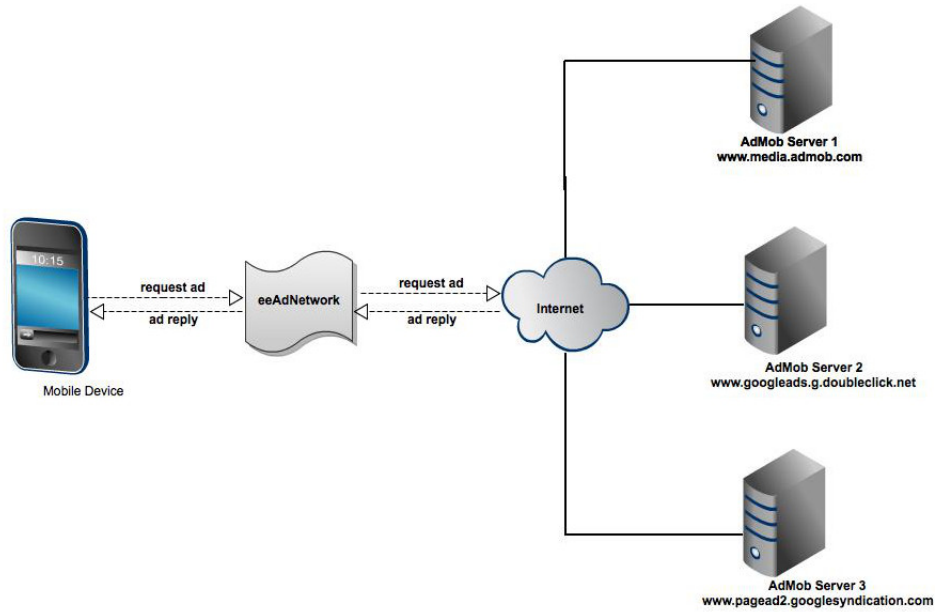 AdMob Server 1
www.media.admob.com
10:15
request ad
ad reply
eeAdNetwork
request ad
ad reply
Internet
Mobile Device
AdMob Server 2
www.googleads.g.doubleclick.net
AdMob Server 3
www.pagead2.googlesyndication.com